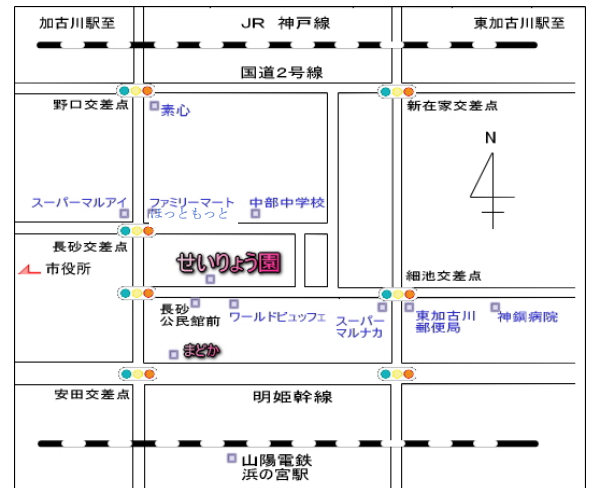 加古川駅至
JR 神戸線
東加古川駅至
国道2号線
野口交差点
素心
新在家交差点
N
スーパーマルアイ
ファミリーマート
ほっともっと
中部中学校
長砂交差点
市役所
せいりょう園
細池交差点
長砂
公民館前
ワールドビュッフェ
スーパー
マルナカ
東加古川
郵便局
神鋼病院
まどか
安田交差点
明姫幹線
山陽電鉄
浜の宮駅